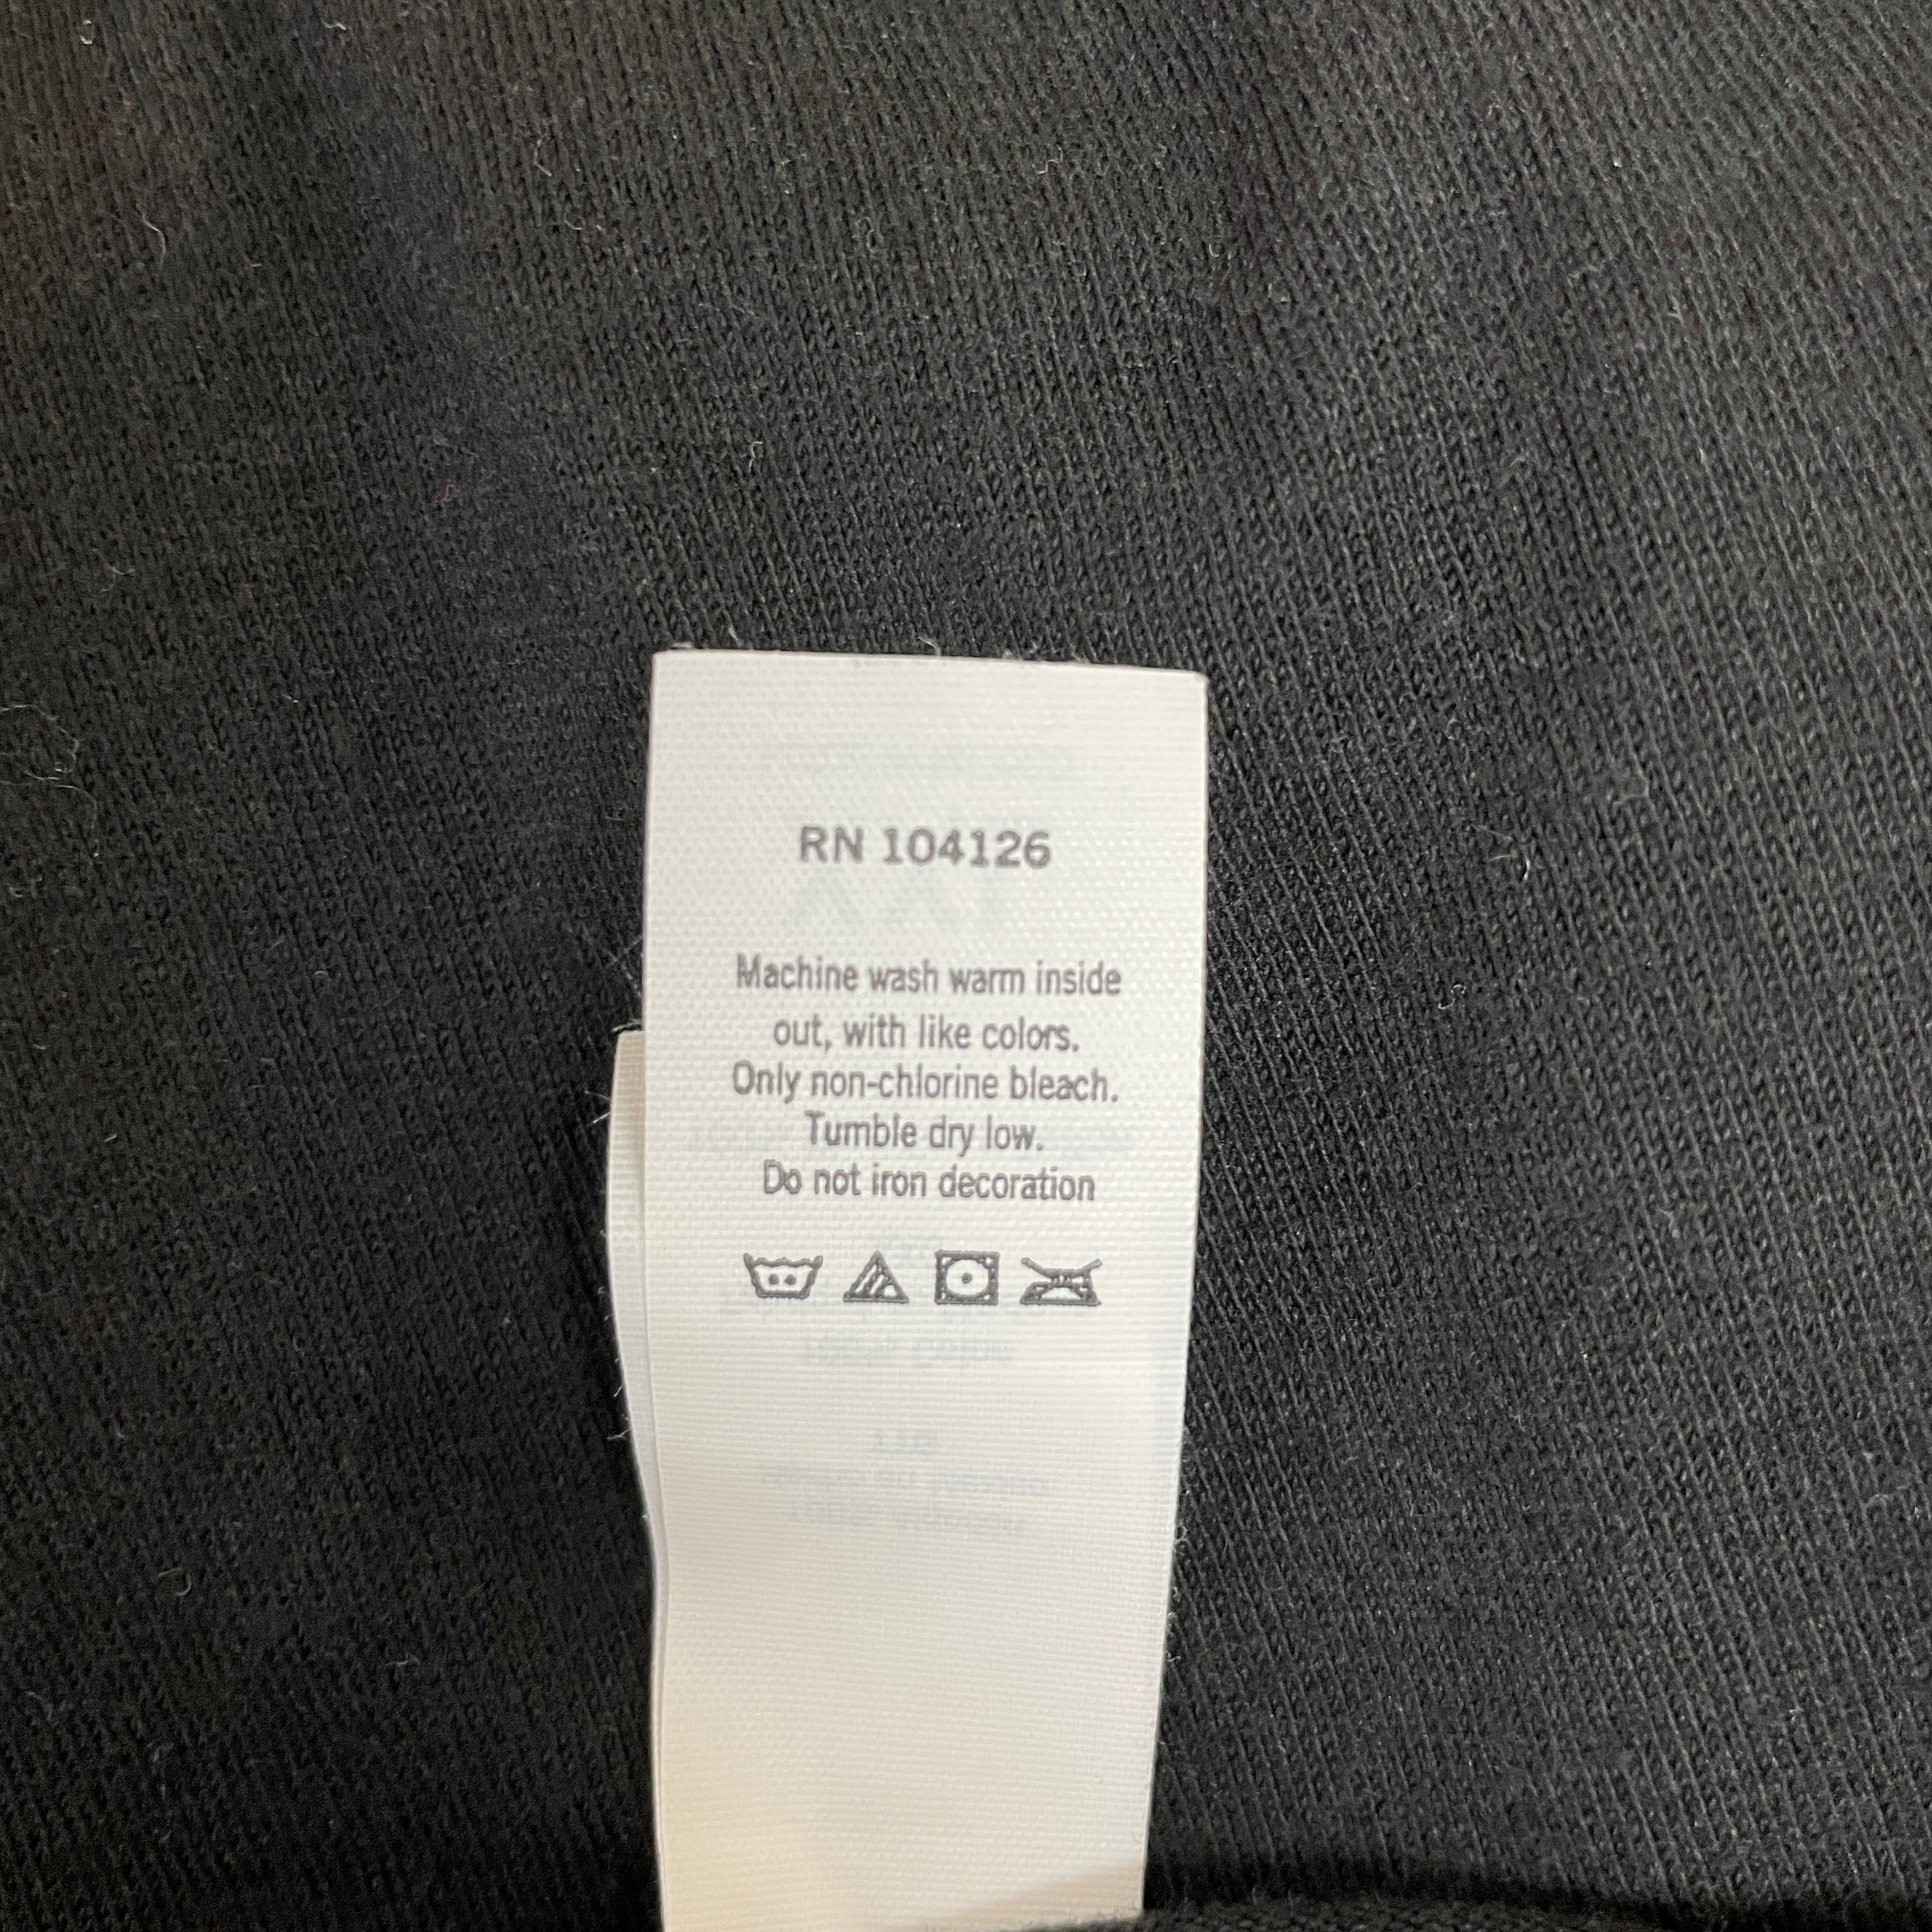 RN 104126
Machine wash warm inside
out, with like colors.
Only non-chlorine bleach.
Tumble dry low.
Do not iron decoration